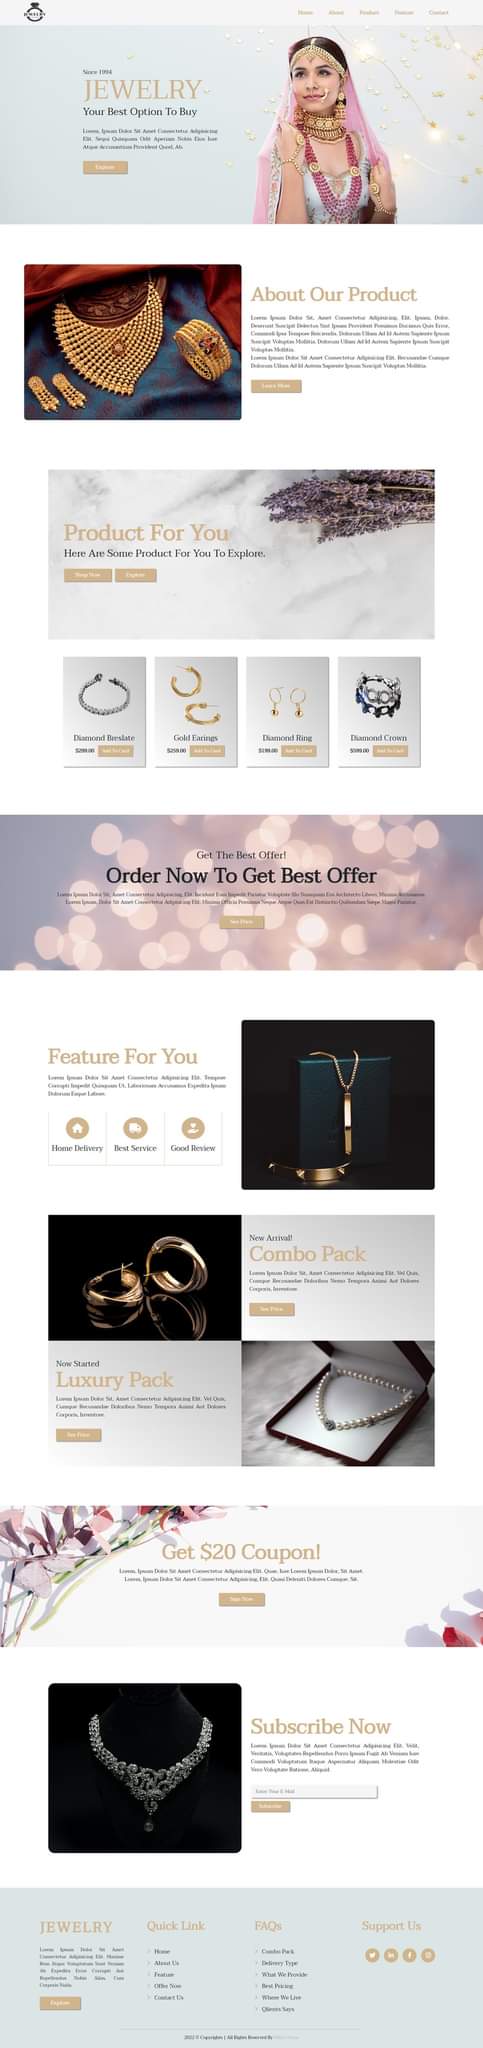 JEWELRY
Home About Product Feature Contact
Since 1994
JEWELRY
Your Best Option To Buy
Lorem, Ipsum Dolor Sit Amet Consectetur Adipisicing
Elit. Sequi Quisquam Odit Aperiam Nobis Eius Iure
Atque Accusantium Provident Quod, Ab.
Explore
About Our Product
Lorem Ipsum Dolor Sit, Amet Consectetur Adipisicing, Elit. Ipsum, Dolor.
Deserunt Suscipit Delectus Sint Ipsam Provident Possimus Ducimus Quis Error,
Commodi Ipsa Tempore Reiciendis, Dolorum Ullam Ad Id Autem Sapiente Ipsum
Suscipit Voluptas Mollitia. Dolorum Ullam Ad Id Autem Sapiente Ipsum Suscipit
Voluptas Mollitia.
Lorem Ipsum Dolor Sit Amet Consectetur Adipisicing Elit. Recusandae Cumque
Dolorum Ullam Ad Id Autem Sapiente Ipsum Suscipit Voluptas Mollitia.
Learn More
Product For You
Here Are Some Product For You To Explore.
Shop Now Explore
Diamond Breslate Gold Earings Diamond Ring Diamond Crown
$299.00 Add To Card $259.00 Add To Card $199.00 Add To Card $599.00 Add To Card
Get The Best Offer!
Order Now To Get Best Offer
Lorem Ipsum Dolor Sit, Amet Consectetur Adipisicing, Elit. Incidunt Eum Impedit Pariatur Voluptate Illo Numquam Eos Architecto Libero, Minima Accusamus.
Lorem Ipsum, Dolor Sit Amet Consectetur Adipisicing Elit. Minima Officia Possimus Neque Atque Quas Est Distinctio Quibusdam Saepe Magni Pariatur.
See Price
Feature For You
Lorem Ipsum Dolor Sit Amet Consectetur Adipisicing Elit. Tempore
Corrupti Impedit Quisquam Ut, Laboriosam Accusamus Expedita Ipsum
Dolorum Eaque Labore.
Home Delivery Best Service Good Review
New Arrival!
Combo Pack
Lorem Ipsum Dolor Sit, Amet Consectetur Adipisicing Elit. Vel Quis,
Cumque Recusandae Doloribus Nemo Tempora Animi Aut Dolores
Corporis, Inventore.
See Price
Now Started
Luxury Pack
Lorem Ipsum Dolor Sit, Amet Consectetur Adipisicing Elit. Vel Quis,
Cumque Recusandae Doloribus Nemo Tempora Animi Aut Dolores
Corporis, Inventore.
See Price
Get $20 Coupon!
Lorem, Ipsum Dolor Sit Amet Consectetur Adipisicing Elit. Quae, Iure Lorem Ipsum Dolor, Sit Amet.
Lorem, Ipsum Dolor Sit Amet Consectetur Adipisicing, Elit. Quasi Deleniti Dolores Cumque. Sit.
Sign Now
Subscribe Now
Lorem Ipsum Dolor Sit Amet Consectetur Adipisicing Elit. Velit,
Veritatis, Voluptates Repellendus Porro Ipsum Fugit Ab Veniam Iure
Commodi Voluptatum Itaque Aspernatur Aliquam Molestiae Odit
Vero Voluptate Ratione, Aliquid.
Enter Your E-Mail
Subscribe
JEWELRY Quick Link FAQs Support Us
Lorem Ipsum Dolor Sit Amet
Consectetur Adipisicing Elit. Maxime
Rem Atque Voluptatum Sunt Veniam
Ab Expedita Error Corrupti Aut
Repellendus Nobis Alias, Cum
Corporis Nulla.
Explore
Home
About Us
Feature
Offer Now
Contact Us
Combo Pack
Delivery Type
What We Provide
Best Pricing
Where We Live
Qlients Says
2022 © Copyrights | All Rights Reserved By